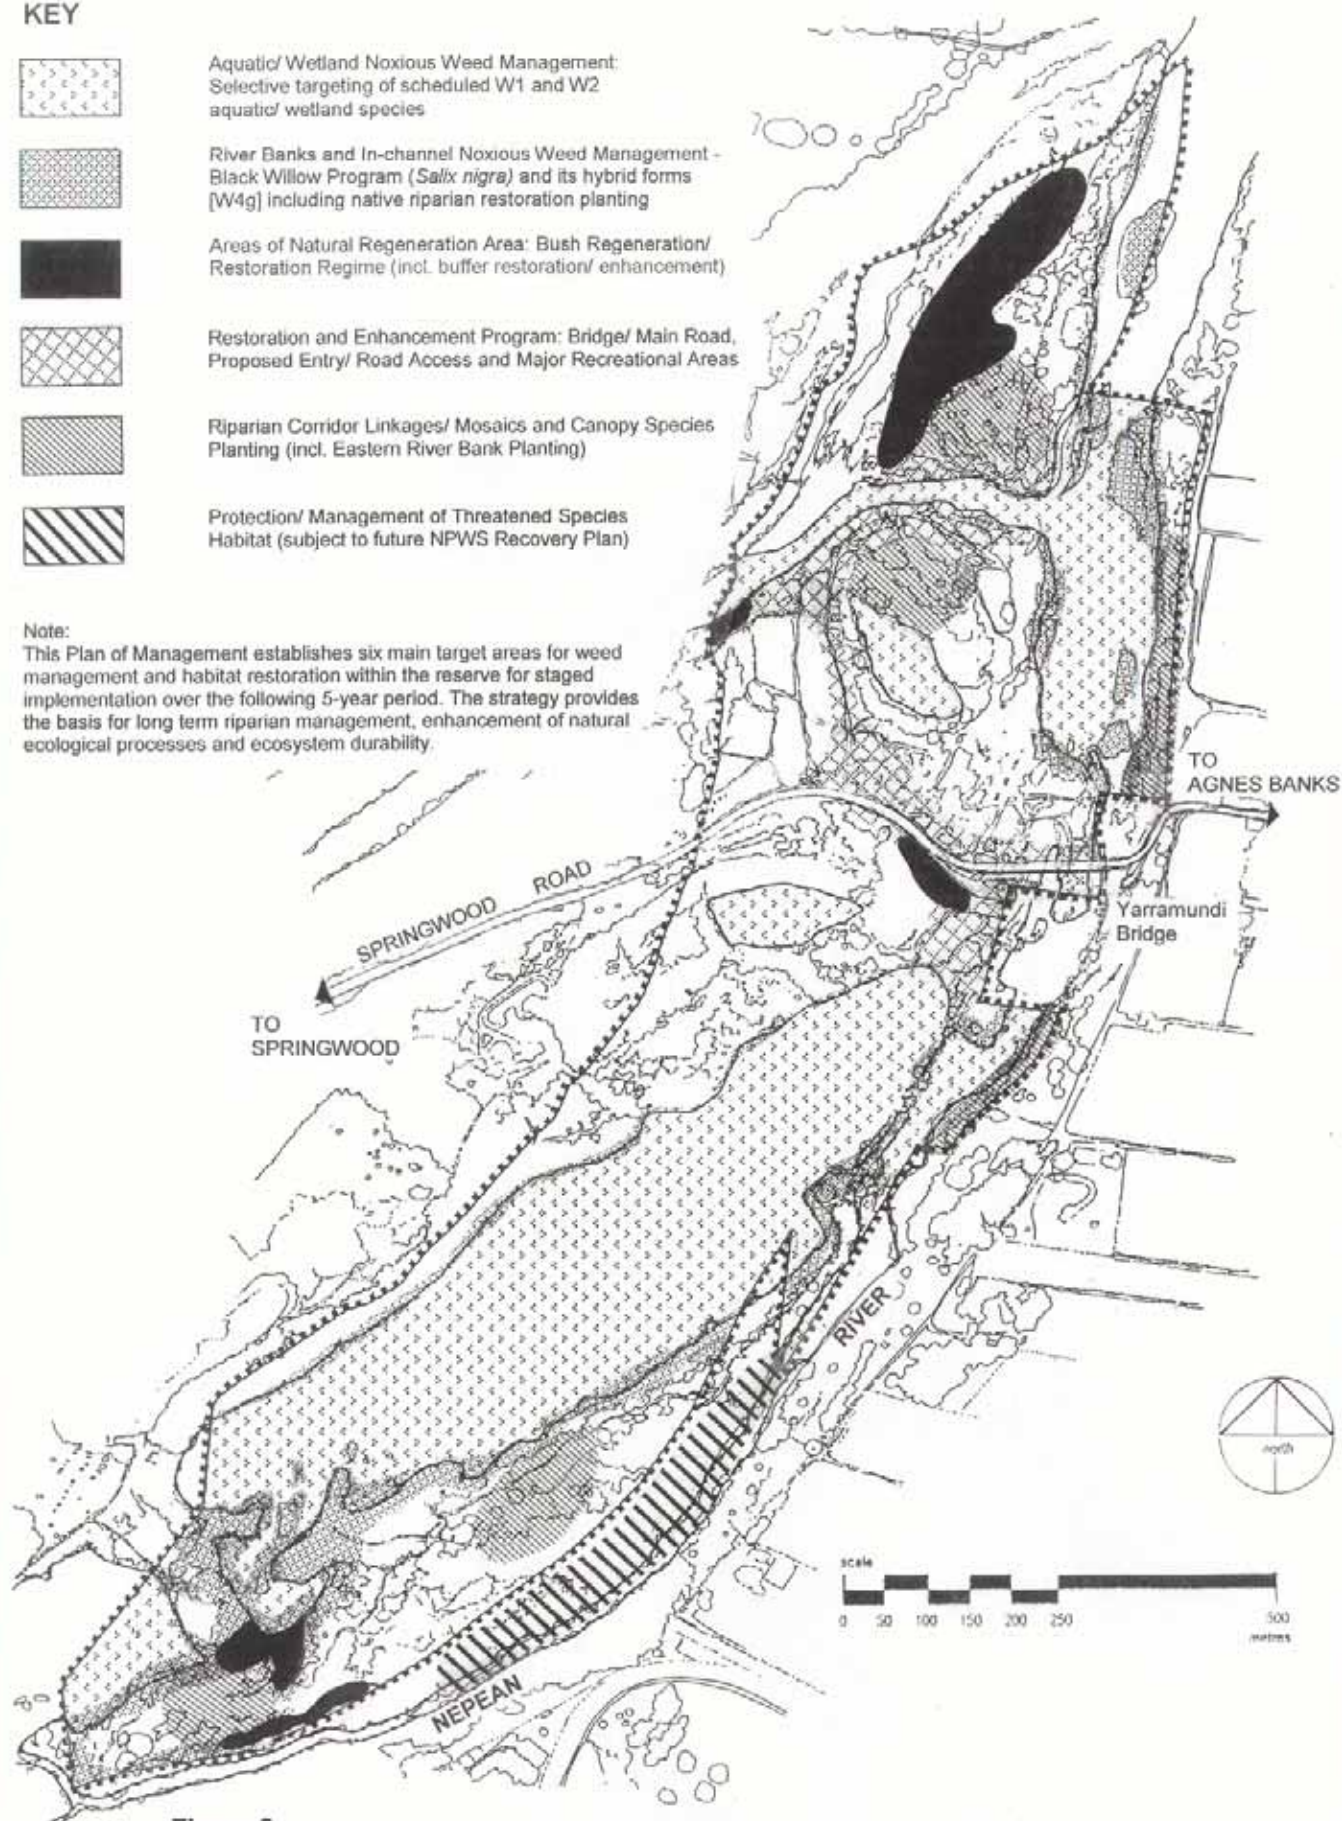 KEY
Aquatic/ Wetland Noxious Weed Management:
Selective targeting of scheduled W1 and W2
aquatic/ wetland species
River Banks and In-channel Noxious Weed Management -
Black Willow Program (Salix nigra) and its hybrid forms
[W4g] including native riparian restoration planting
Areas of Natural Regeneration Area: Bush Regeneration/
Restoration Regime (incl. buffer restoration/ enhancement)
Restoration and Enhancement Program: Bridge/ Main Road,
Proposed Entry/ Road Access and Major Recreational Areas
Riparian Corridor Linkages/ Mosaics and Canopy Species
Planting (incl. Eastern River Bank Planting)
Protection/ Management of Threatened Species
Habitat (subject to future NPWS Recovery Plan)
Note:
This Plan of Management establishes six main target areas for weed
management and habitat restoration within the reserve for staged
implementation over the following 5-year period. The strategy provides
the basis for long term riparian management, enhancement of natural
ecological processes and ecosystem durability.
TO
AGNES BANKS
SPRINGWOOD ROAD
Yarramundi
Bridge
TO
SPRINGWOOD
RIVER
north
NEPEAN
scale
0 50 100 150 200 250 500
metres